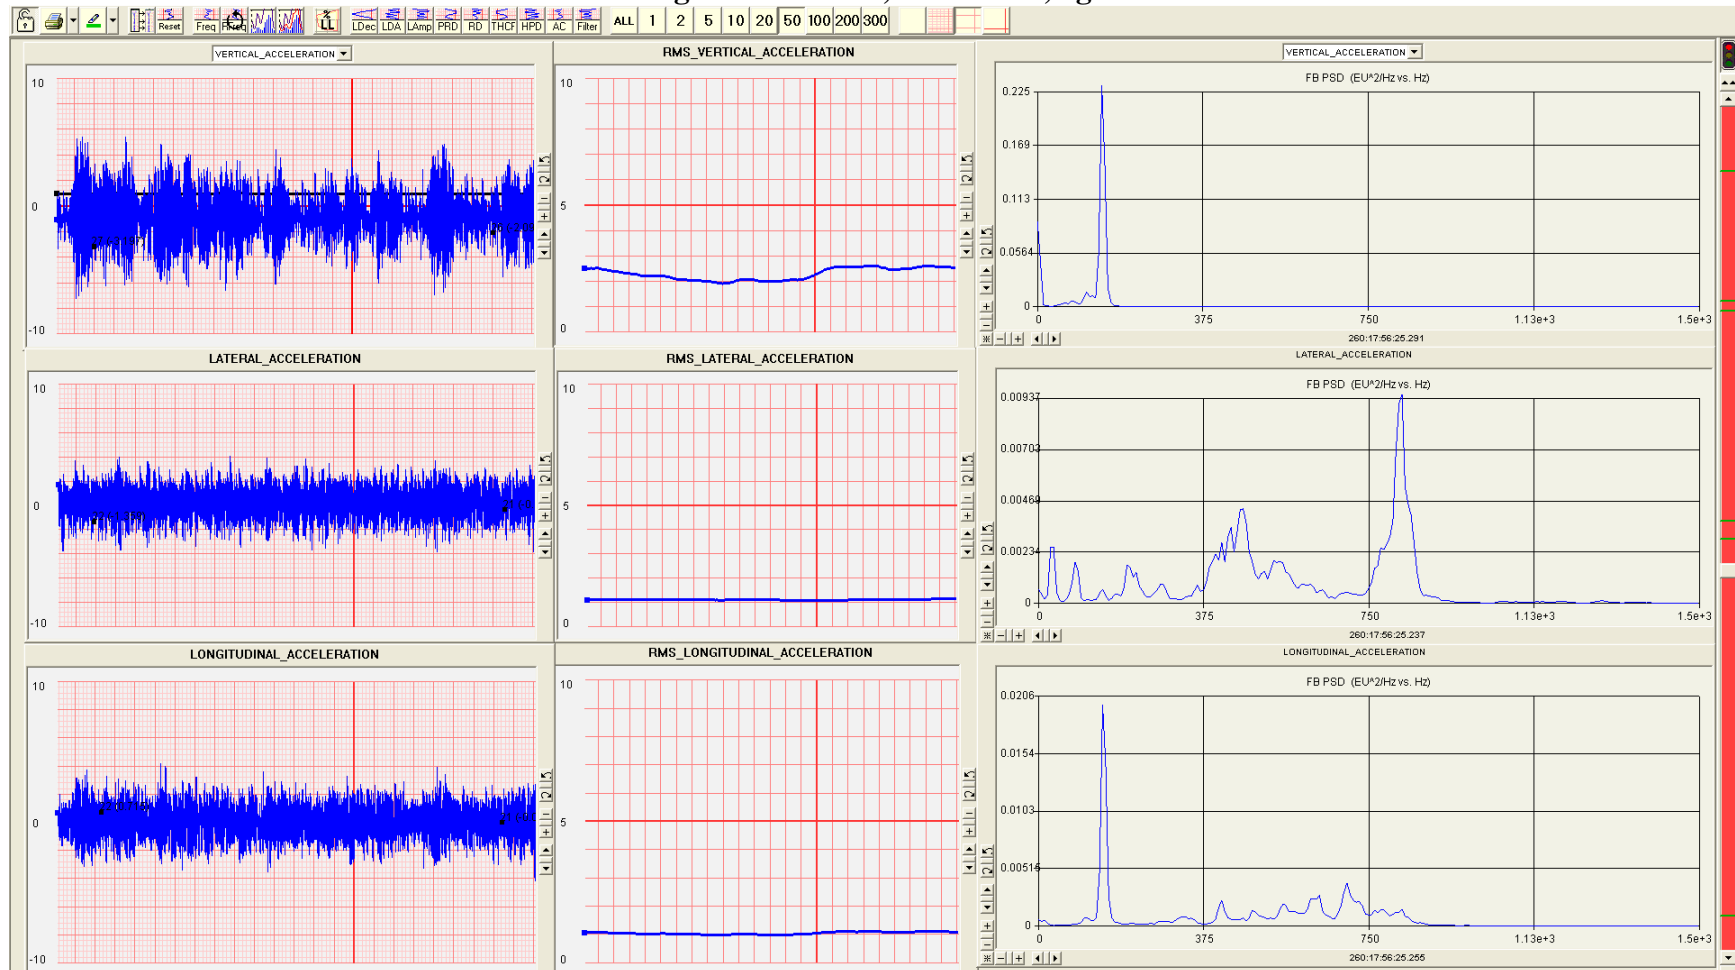 Reset Freq LL LDec LDA LAmp PRD RD THCF HPD AC Filter ALL 1 2 5 10 20 50 100 200 300
VERTICAL_ACCELERATION
10
0
-10
RMS_VERTICAL_ACCELERATION
10
5
0
VERTICAL_ACCELERATION
FB PSD (EU^2/Hz vs. Hz)
0.225
0.169
0.113
0.0564
0
0 375 750 1.13e+3 1.5e+3
260:17:56:25.291
LATERAL_ACCELERATION
10
0
-10
RMS_LATERAL_ACCELERATION
10
5
0
LATERAL_ACCELERATION
FB PSD (EU^2/Hz vs. Hz)
0.00937
0.00703
0.00469
0.00234
0
0 375 750 1.13e+3 1.5e+3
260:17:56:25.237
LONGITUDINAL_ACCELERATION
10
0
-10
RMS_LONGITUDINAL_ACCELERATION
10
5
0
LONGITUDINAL_ACCELERATION
FB PSD (EU^2/Hz vs. Hz)
0.0206
0.0154
0.0103
0.00515
0
0 375 750 1.13e+3 1.5e+3
260:17:56:25.255